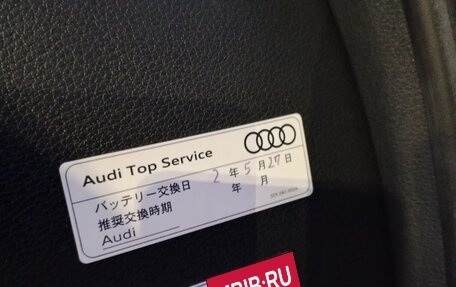 Audi Top Service
バッテリー交換日 2 年 5 月 27 日
推奨交換時期 年 月
Audi